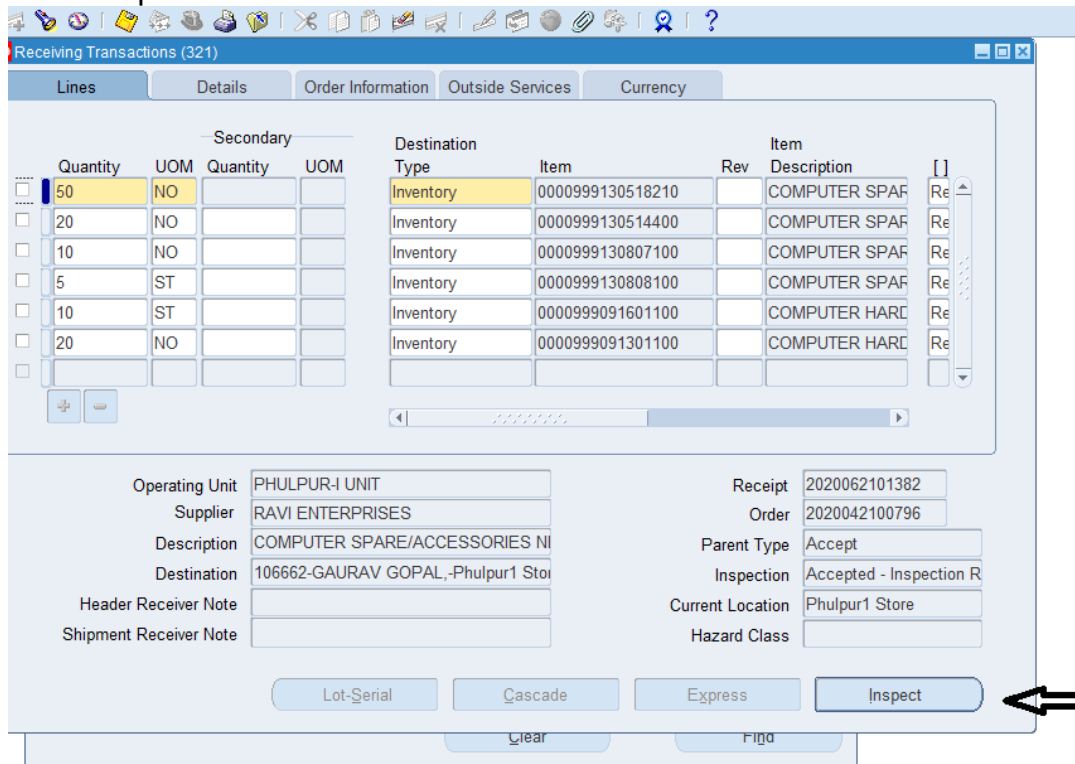 Receiving Transactions (321)
Lines Details Order Information Outside Services Currency
Secondary Destination Item
Quantity UOM Quantity UOM Type Item Rev Description [ ]
50 NO Inventory 0000999130518210 COMPUTER SPAR Re
20 NO Inventory 0000999130514400 COMPUTER SPAR Re
10 NO Inventory 0000999130807100 COMPUTER SPAR Re
5 ST Inventory 0000999130808100 COMPUTER SPAR Re
10 ST Inventory 0000999091601100 COMPUTER HARD Re
20 NO Inventory 0000999091301100 COMPUTER HARD Re
Operating Unit PHULPUR-I UNIT Receipt 2020062101382
Supplier RAVI ENTERPRISES Order 2020042100796
Description COMPUTER SPARE/ACCESSORIES NI Parent Type Accept
Destination 106662-GAURAV GOPAL,-Phulpur1 Stor Inspection Accepted - Inspection R
Header Receiver Note Current Location Phulpur1 Store
Shipment Receiver Note Hazard Class
Lot-Serial Cascade Express Inspect
Clear Find